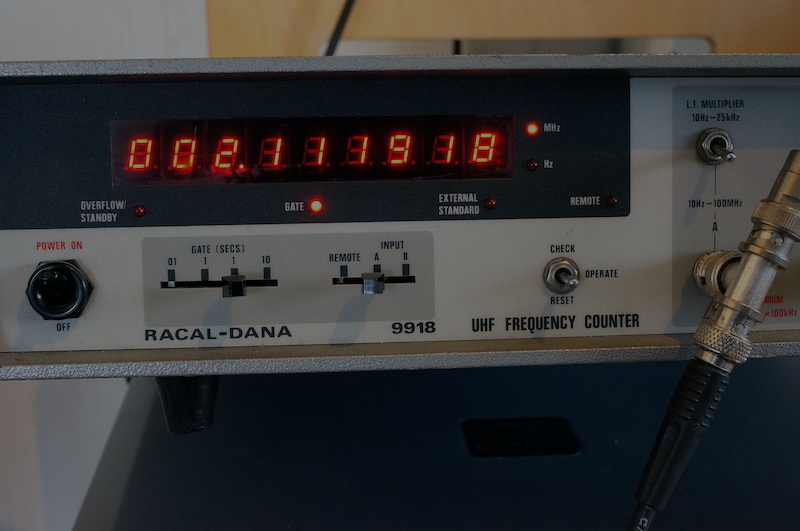 002.111918
MHz
Hz
OVERFLOW/
STANDBY
GATE
EXTERNAL
STANDARD
REMOTE
L.F. MULTIPLIER
10Hz–25kHz
10Hz–100MHz
A
POWER ON
OFF
GATE (SECS)
·01 ·1 1 10
INPUT
REMOTE A B
CHECK
OPERATE
RESET
RACAL-DANA
9918
UHF FREQUENCY COUNTER